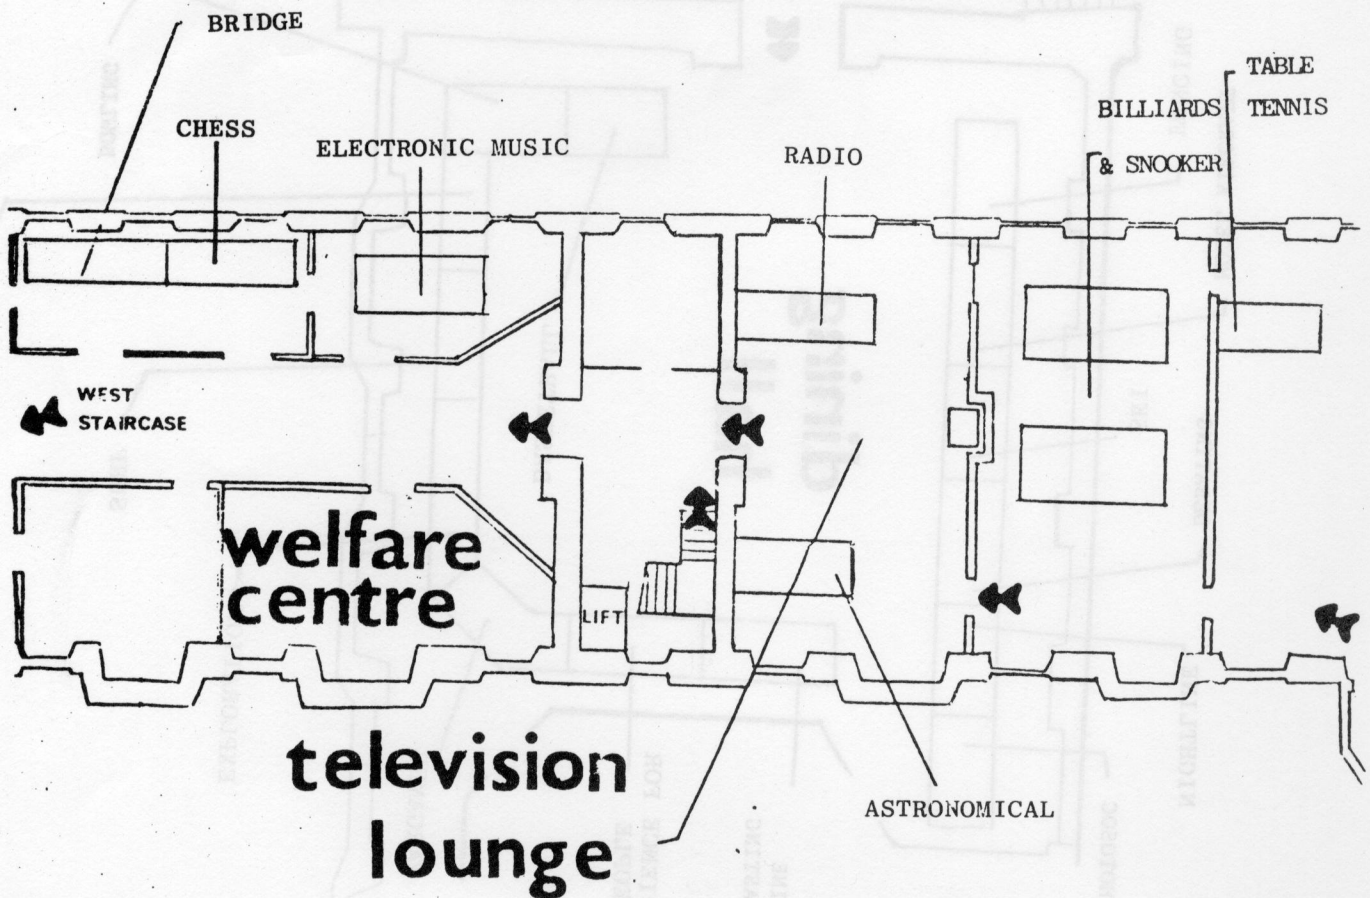 BRIDGE
CHESS
ELECTRONIC MUSIC
RADIO
BILLIARDS
& SNOOKER
TABLE
TENNIS
WEST
STAIRCASE
welfare
centre
LIFT
television
lounge
ASTRONOMICAL